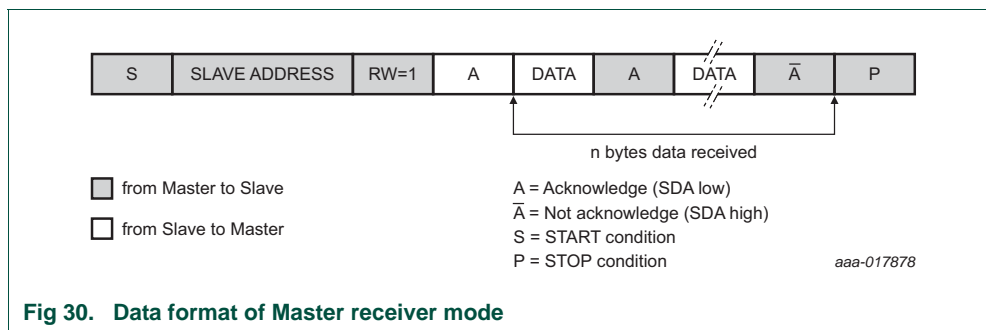 S SLAVE ADDRESS RW=1 A DATA A DATA A̅ P
n bytes data received
from Master to Slave
from Slave to Master
A = Acknowledge (SDA low)
A̅ = Not acknowledge (SDA high)
S = START condition
P = STOP condition
aaa-017878
Fig 30. Data format of Master receiver mode